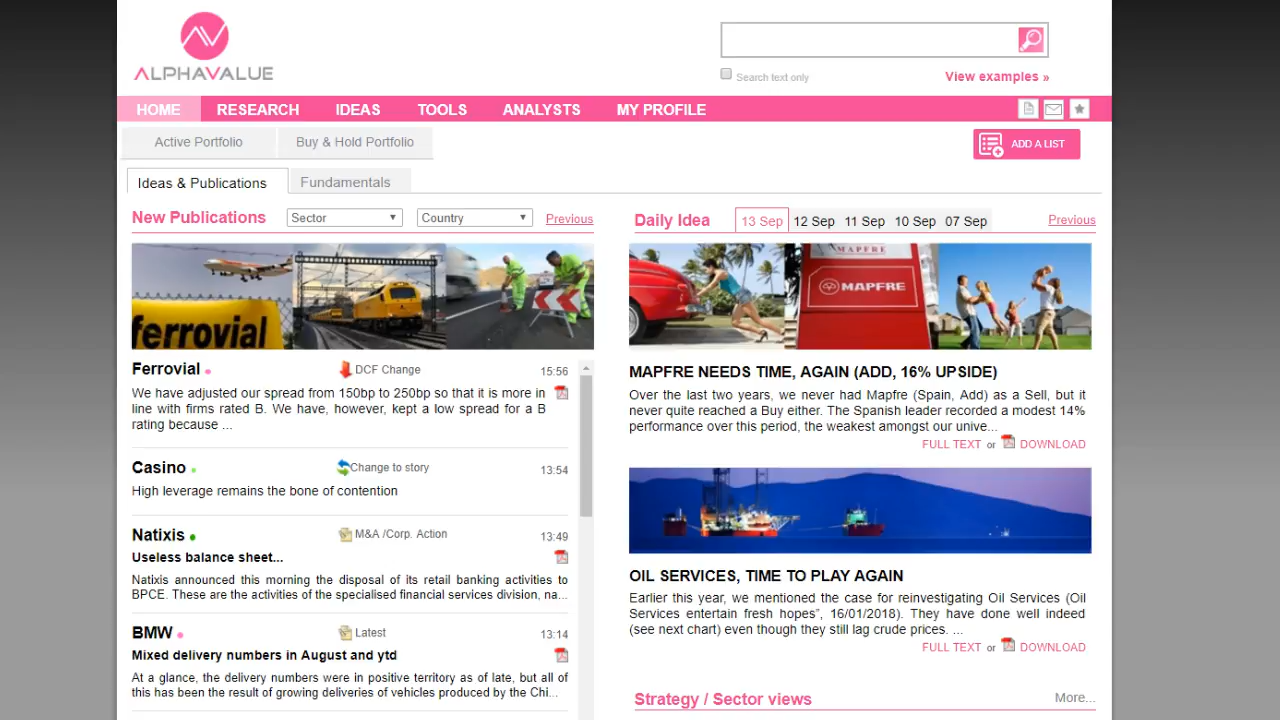 ALPHAVALUE
Search text only
View examples »
HOME RESEARCH IDEAS TOOLS ANALYSTS MY PROFILE
Active Portfolio Buy & Hold Portfolio
ADD A LIST
Ideas & Publications Fundamentals
New Publications Sector Country Previous
ferrovial
Ferrovial DCF Change 15:56
We have adjusted our spread from 150bp to 250bp so that it is more in
line with firms rated B. We have, however, kept a low spread for a B
rating because ...
Casino Change to story 13:54
High leverage remains the bone of contention
Natixis M&A /Corp. Action 13:49
Useless balance sheet...
Natixis announced this morning the disposal of its retail banking activities to
BPCE. These are the activities of the specialised financial services division, na...
BMW Latest 13:14
Mixed delivery numbers in August and ytd
At a glance, the delivery numbers were in positive territory as of late, but all of
this has been the result of growing deliveries of vehicles produced by the Chi...
Daily Idea 13 Sep 12 Sep 11 Sep 10 Sep 07 Sep Previous
MAPFRE
MAPFRE
MAPFRE NEEDS TIME, AGAIN (ADD, 16% UPSIDE)
Over the last two years, we never had Mapfre (Spain, Add) as a Sell, but it
never quite reached a Buy either. The Spanish leader recorded a modest 14%
performance over this period, the weakest amongst our unive...
FULL TEXT or DOWNLOAD
OIL SERVICES, TIME TO PLAY AGAIN
Earlier this year, we mentioned the case for reinvestigating Oil Services (Oil
Services entertain fresh hopes”, 16/01/2018). They have done well indeed
(see next chart) even though they still lag crude prices. ...
FULL TEXT or DOWNLOAD
Strategy / Sector views More...